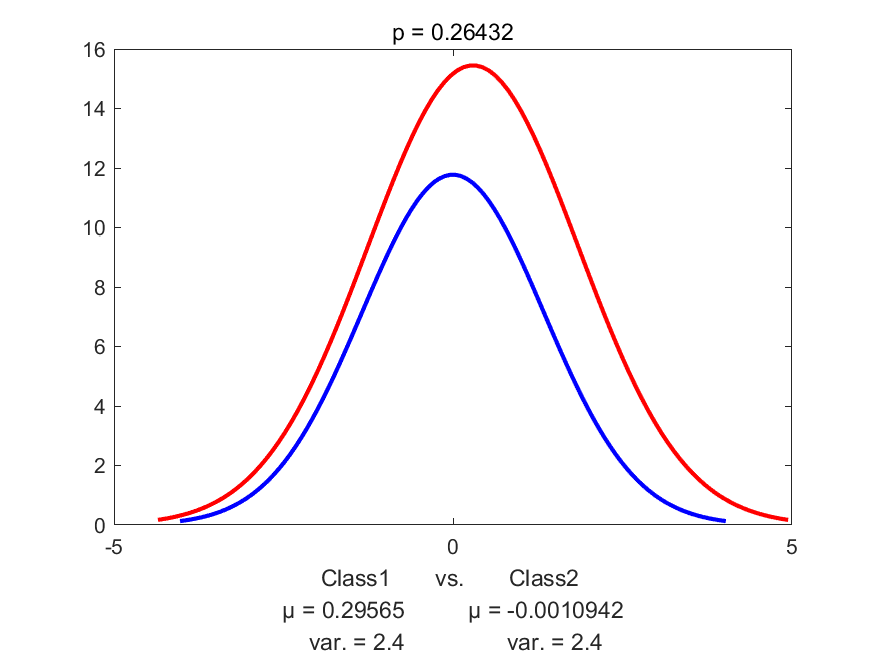 p = 0.26432
16
14
12
10
8
6
4
2
0
-5 0 5
Class1 vs. Class2
μ = 0.29565 μ = -0.0010942
var. = 2.4 var. = 2.4